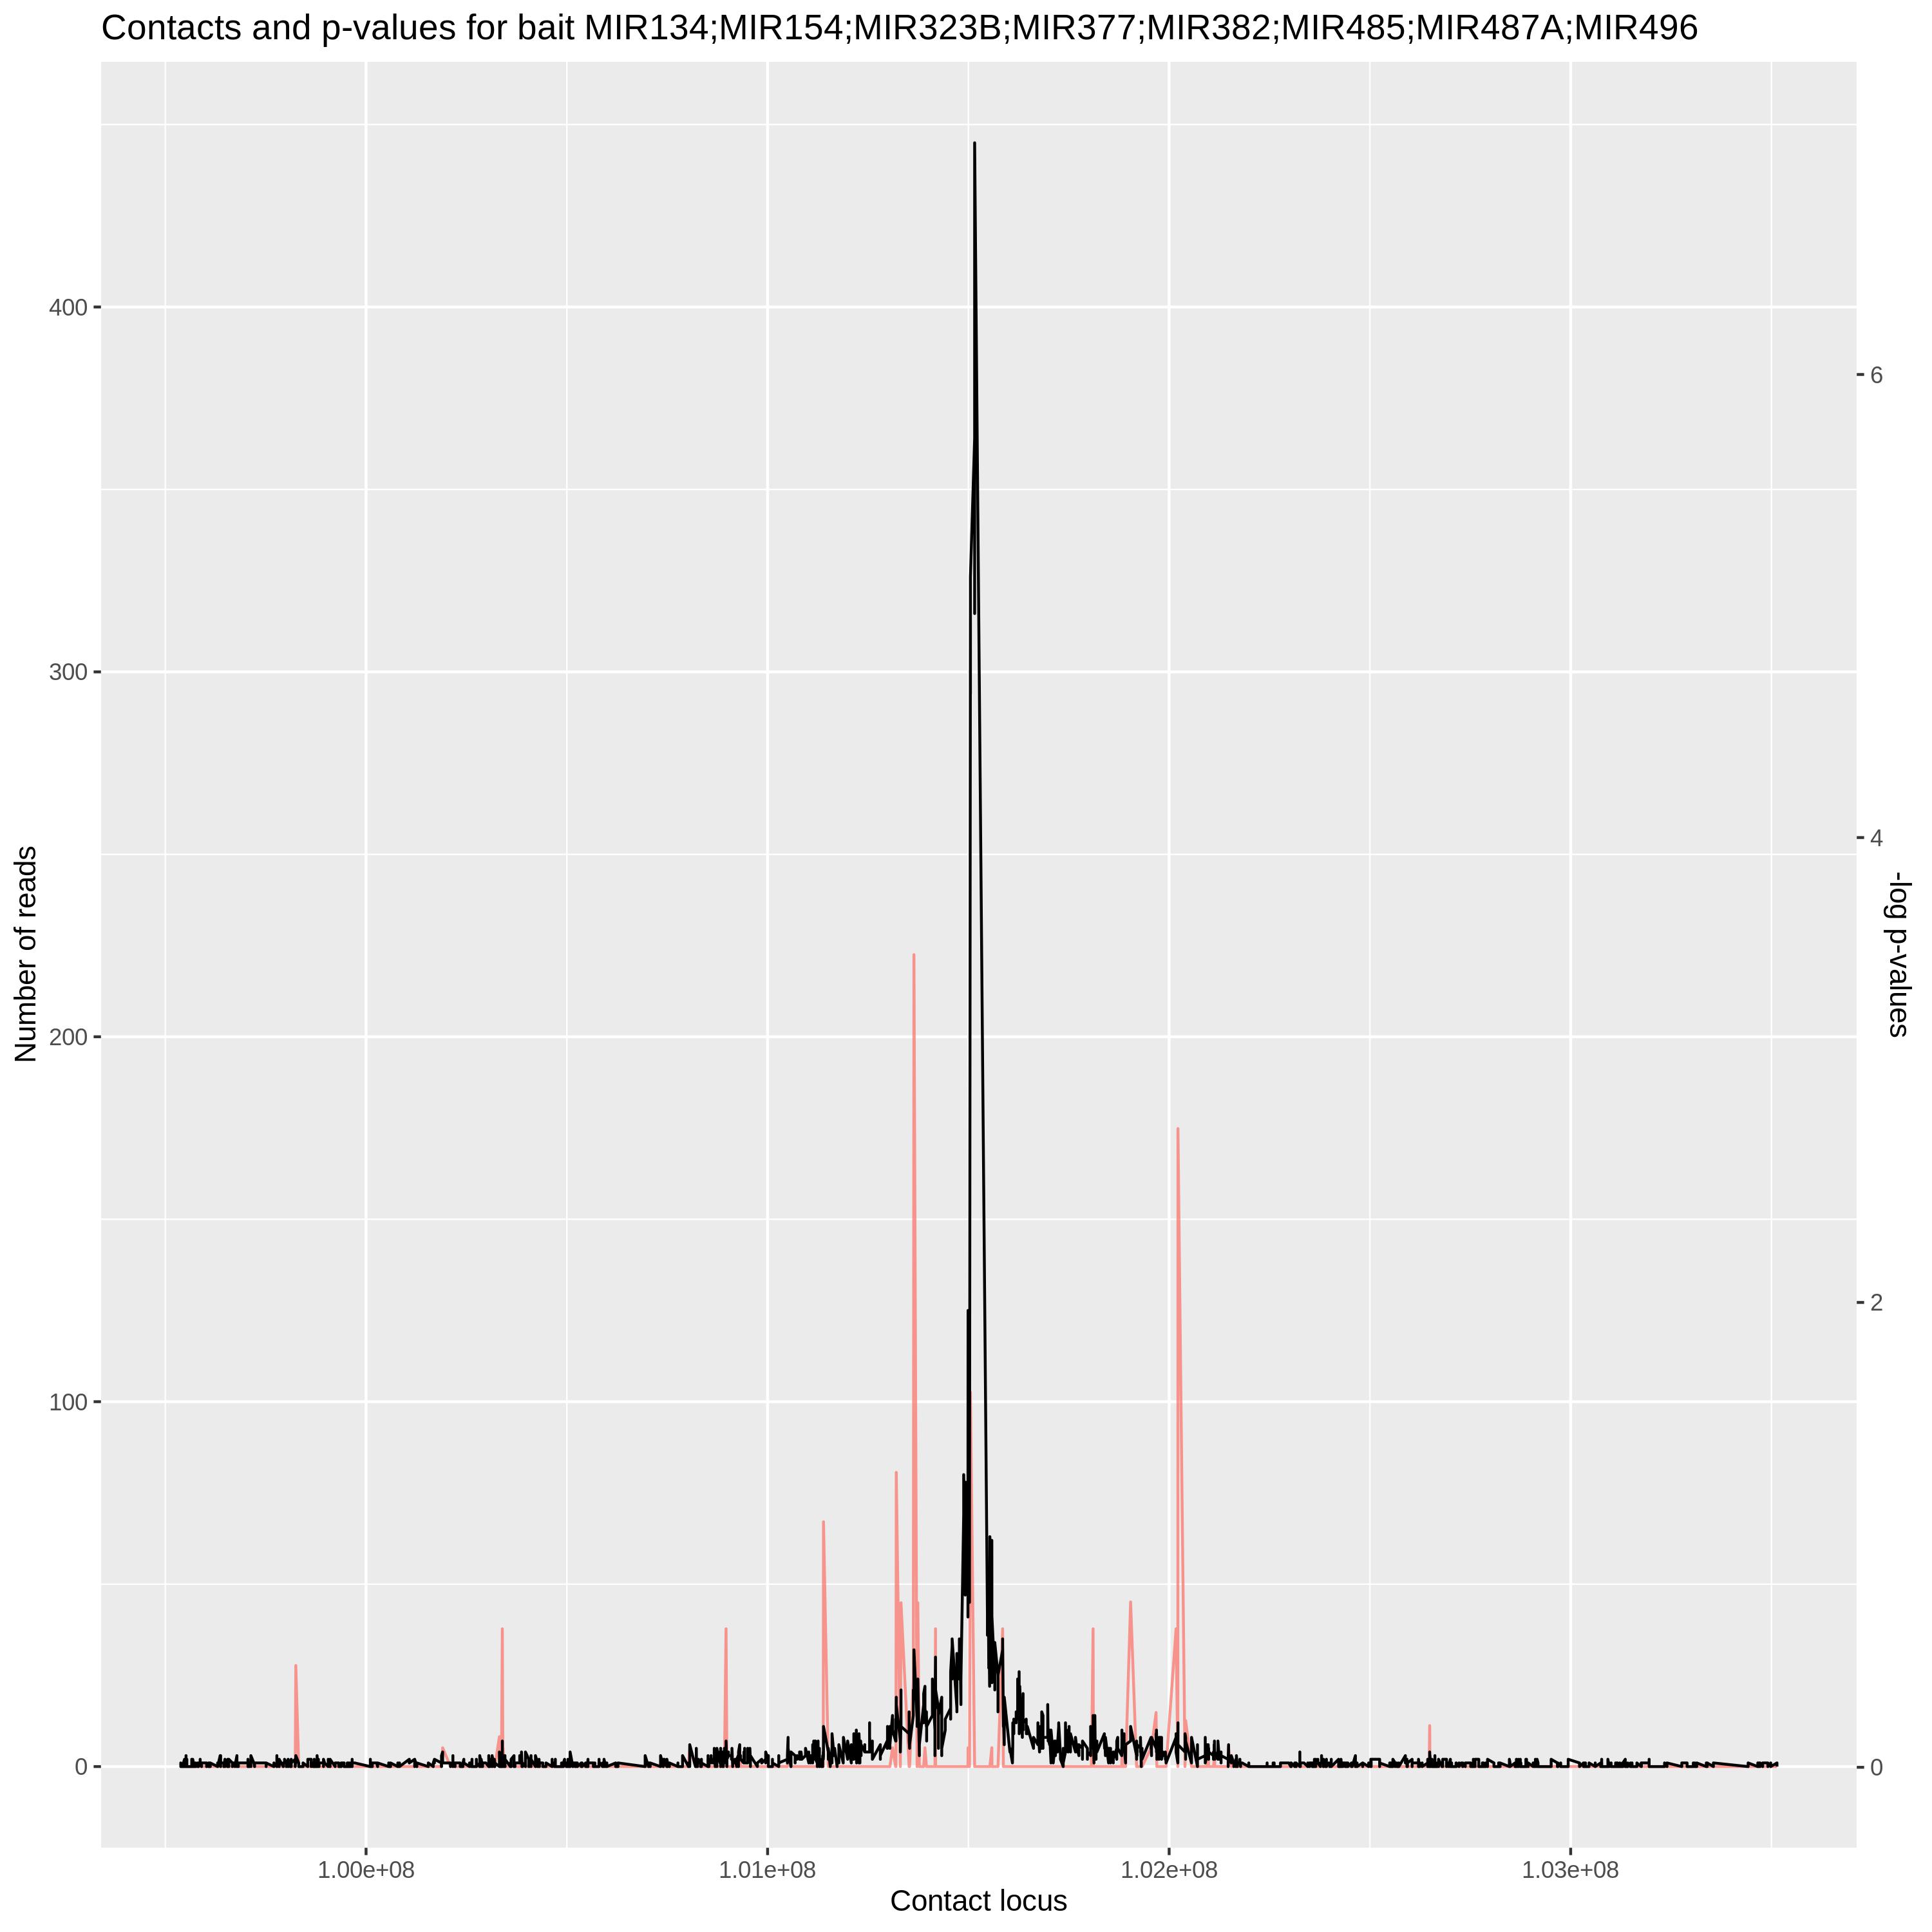 Contacts and p-values for bait MIR134;MIR154;MIR323B;MIR377;MIR382;MIR485;MIR487A;MIR496
Number of reads
400
300
200
100
0
6
4
2
0
-log p-values
1.00e+08
1.01e+08
1.02e+08
1.03e+08
Contact locus